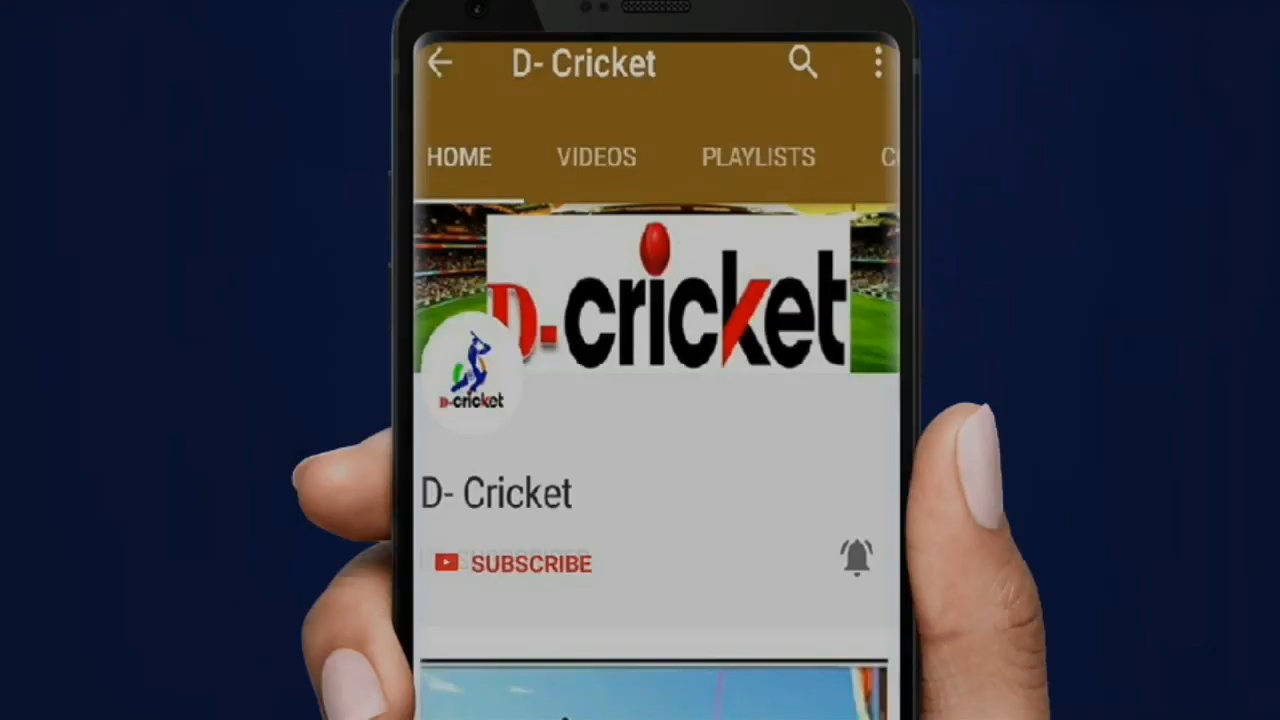 D- Cricket
HOME VIDEOS PLAYLISTS
D-cricket
D-cricket
D- Cricket
SUBSCRIBE